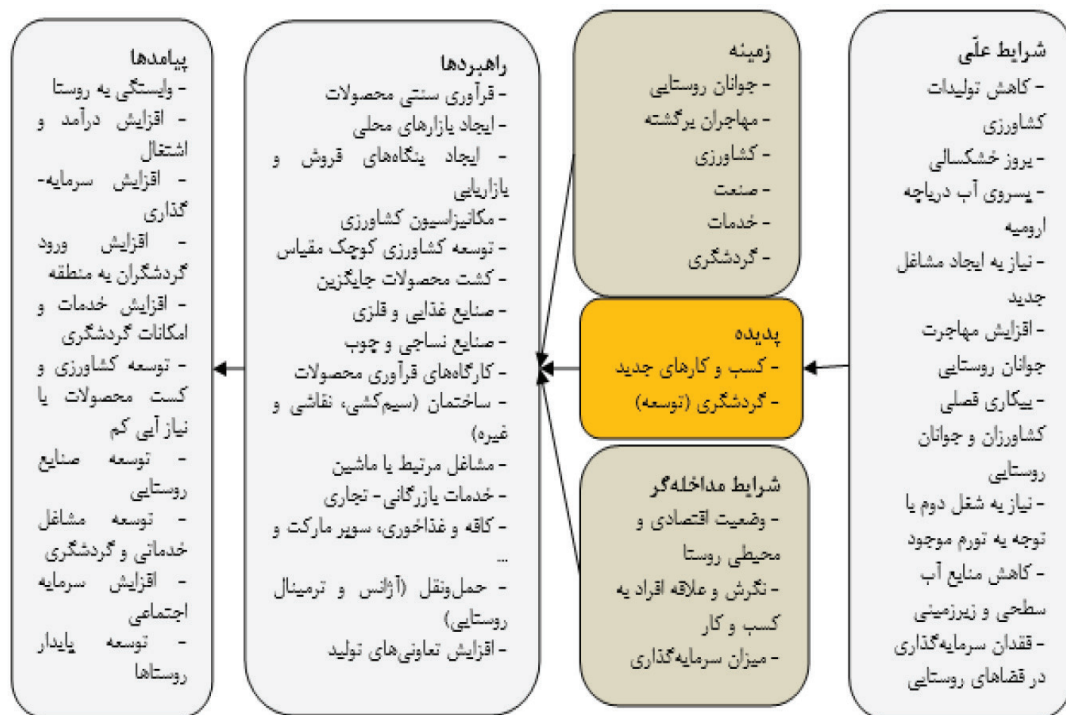 شرایط علّی
- کاهش تولیدات
کشاورزی
- بروز خشکسالی
- پسروی آب دریاچه
ارومیه
- نیاز به ایجاد مشاغل
جدید
- افزایش مهاجرت
جوانان روستایی
- بیکاری فصلی
کشاورزان و جوانان
روستایی
- نیاز به شغل دوم با
توجه به تورم موجود
- کاهش منابع آب
سطحی و زیرزمینی
- فقدان سرمایه‌گذاری
در فضاهای روستایی
زمینه
- جوانان روستایی
- مهاجران برگشته
- کشاورزی
- صنعت
- خدمات
- گردشگری
پدیده
- کسب و کارهای جدید
- گردشگری (توسعه)
شرایط مداخله‌گر
- وضعیت اقتصادی و
محیطی روستا
- نگرش و علاقه افراد به
کسب و کار
- میزان سرمایه‌گذاری
راهبردها
- فرآوری سنتی محصولات
- ایجاد بازارهای محلی
- ایجاد بنگاه‌های فروش و
بازاریابی
- مکانیزاسیون کشاورزی
- توسعه کشاورزی کوچک مقیاس
- کشت محصولات جایگزین
- صنایع غذایی و فلزی
- صنایع نساجی و چوب
- کارگاه‌های فرآوری محصولات
- ساختمان (سیم‌کشی، نقاشی و
غیره)
- مشاغل مرتبط با ماشین
- خدمات بازرگانی- تجاری
- کافه و غذاخوری، سوپر مارکت و
...
- حمل‌ونقل (آژانس و ترمینال
روستایی)
- افزایش تعاونی‌های تولید
پیامدها
- وابستگی به روستا
- افزایش درآمد و
اشتغال
- افزایش سرمایه-
گذاری
- افزایش ورود
گردشگران به منطقه
- افزایش خدمات و
امکانات گردشگری
- توسعه کشاورزی و
کست محصولات با
نیاز آبی کم
- توسعه صنایع
روستایی
- توسعه مشاغل
خدماتی و گردشگری
- افزایش سرمایه
اجتماعی
- توسعه پایدار
روستاها